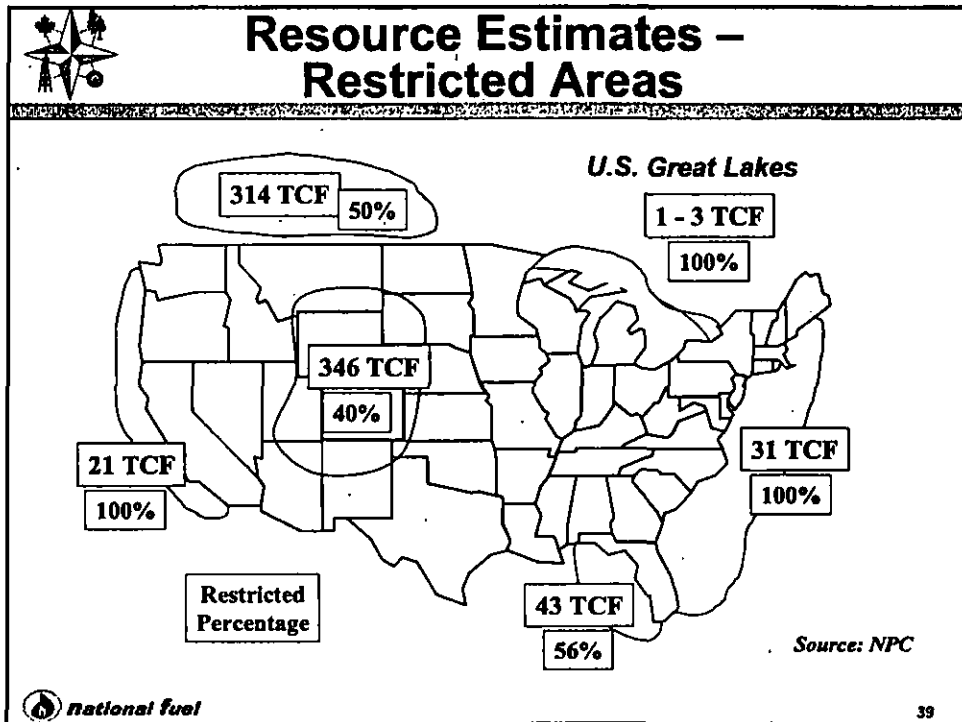 Resource Estimates –
Restricted Areas
U.S. Great Lakes
314 TCF
50%
1 - 3 TCF
100%
346 TCF
40%
21 TCF
100%
31 TCF
100%
Restricted
Percentage
43 TCF
56%
Source: NPC
national fuel
39